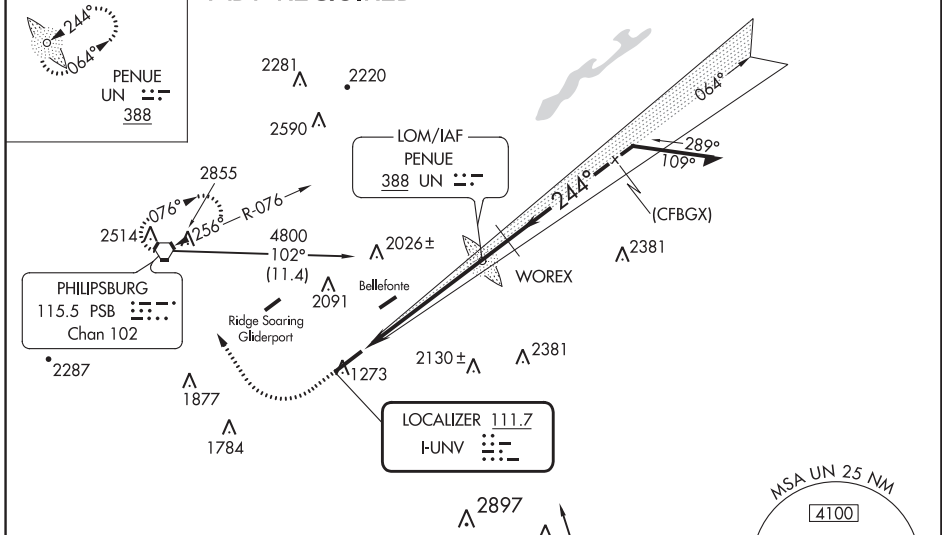 244°
064°
PENUE
UN
388
2281
2220
2590
LOM/IAF
PENUE
388 UN
064°
289°
109°
244°
(CFBGX)
2855
076°
R-076
2514
256°
4800
102°
(11.4)
2026 ±
2381
WOREX
PHILIPSBURG
115.5 PSB
Chan 102
2091
Bellefonte
Ridge Soaring
Gliderport
2287
1273
2130 ±
2381
1877
1784
LOCALIZER 111.7
I-UNV
2897
MSA UN 25 NM
4100